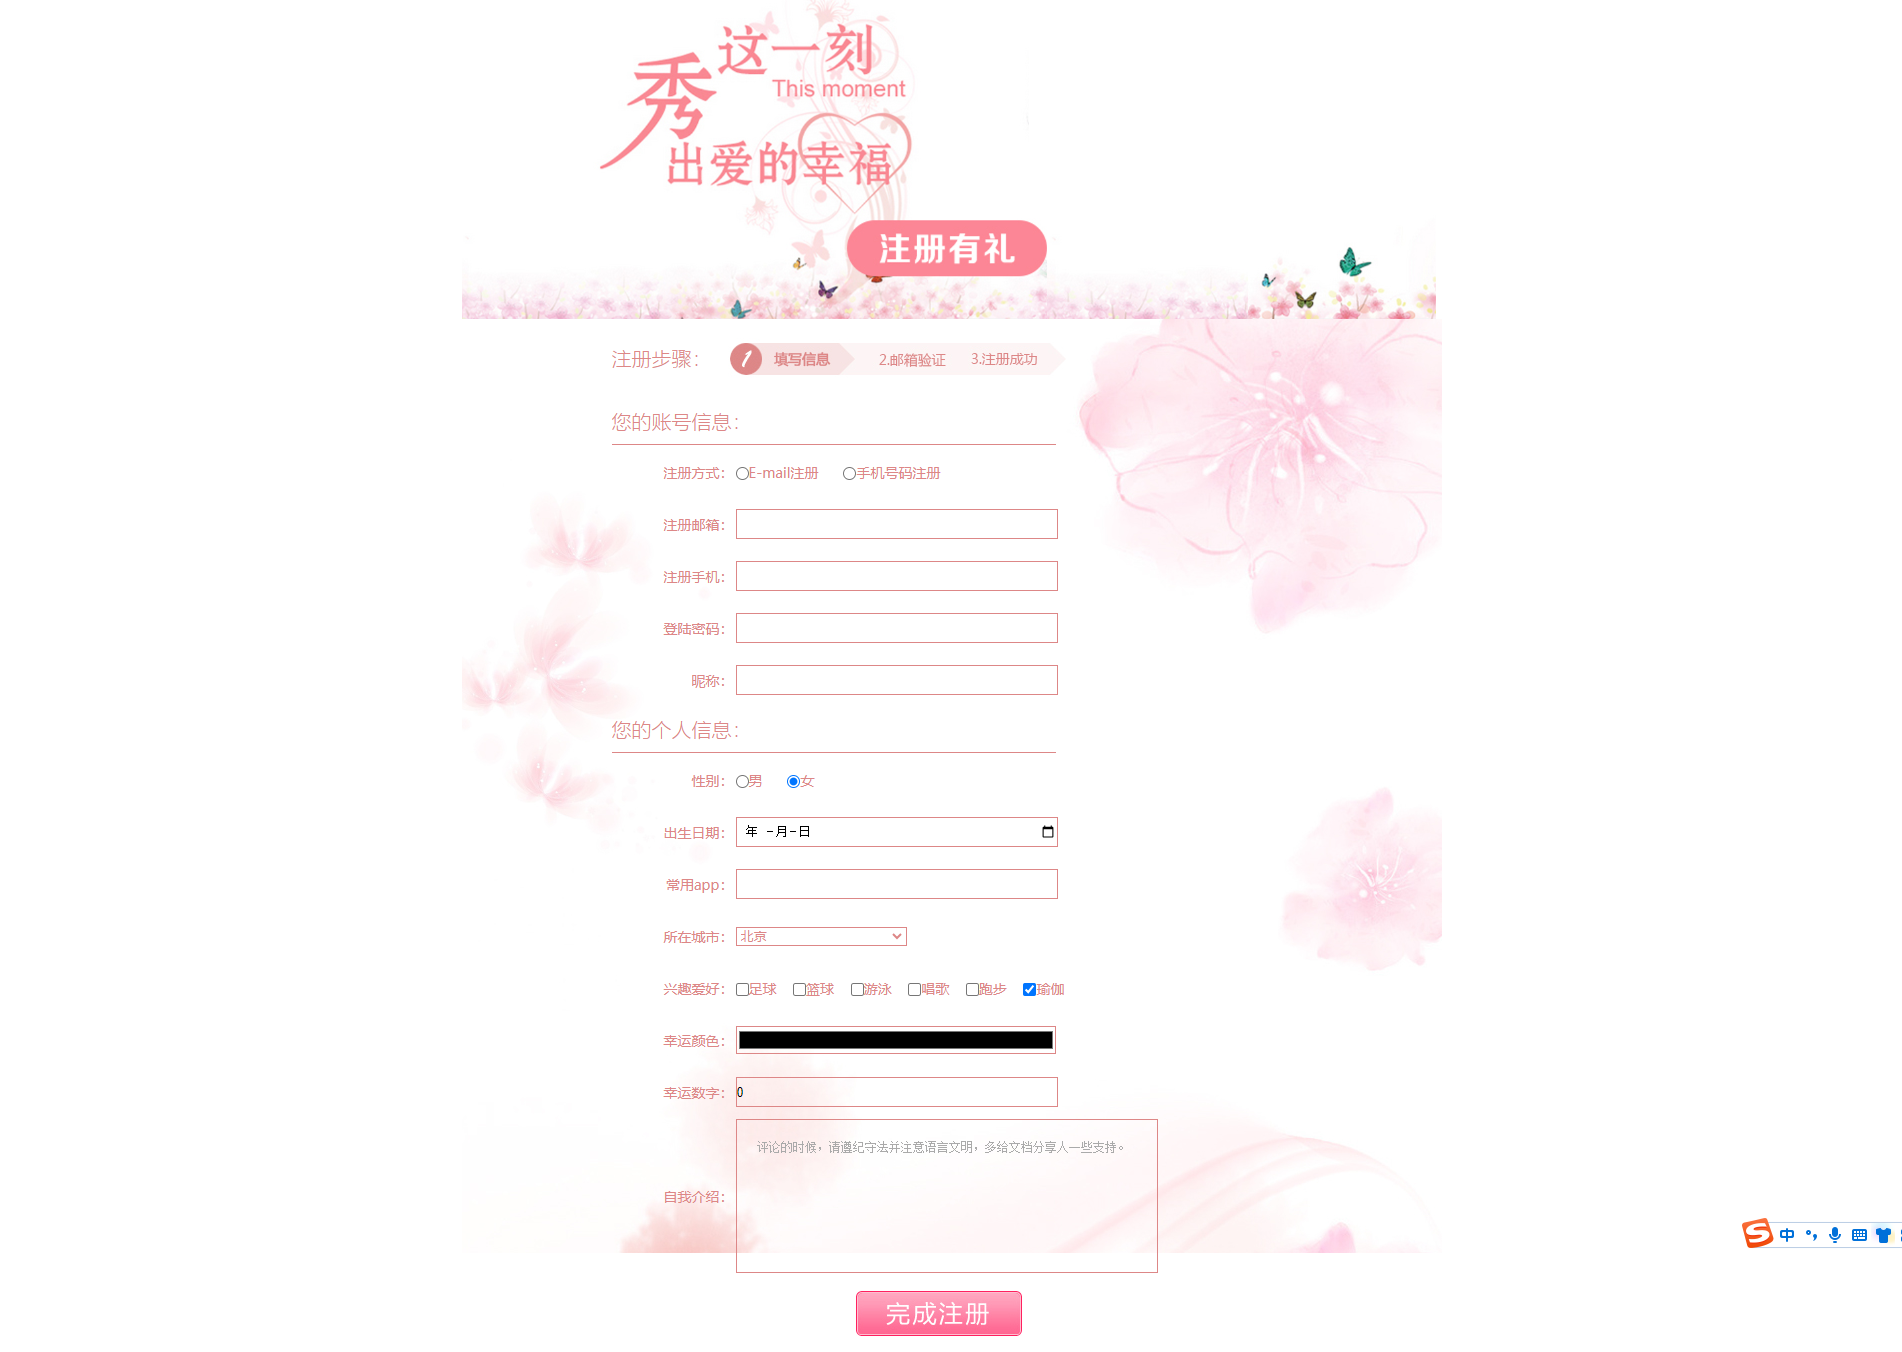 这一刻
This moment
秀
出爱的幸福
注册有礼
注册步骤： 1 填写信息 2.邮箱验证 3.注册成功
您的账号信息：
注册方式： E-mail注册 手机号码注册
注册邮箱：
注册手机：
登陆密码：
昵称：
您的个人信息：
性别： 男 女
出生日期： 年 -月-日
常用app：
所在城市： 北京
兴趣爱好： 足球 篮球 游泳 唱歌 跑步 瑜伽
幸运颜色：
幸运数字： 0
评论的时候，请遵纪守法并注意语言文明，多给文档分享人一些支持。
自我介绍：
S 中
完成注册